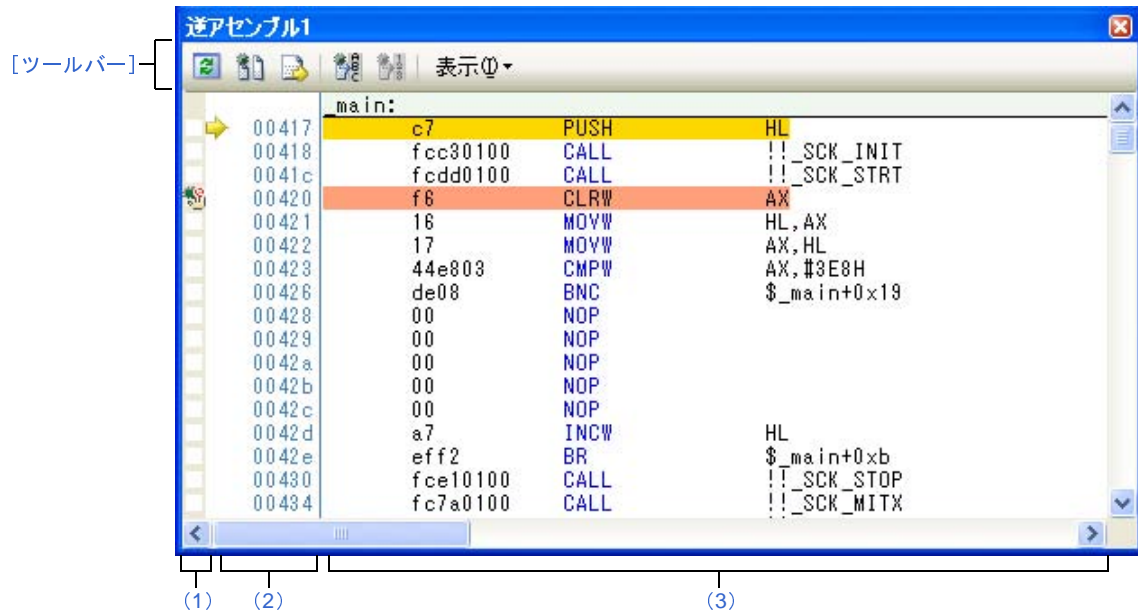 逆アセンブル1
[ツールバー]
表示(I)
_main:
00417 c7 PUSH HL
00418 fcc30100 CALL !!_SCK_INIT
0041c fcdd0100 CALL !!_SCK_STRT
00420 f6 CLRW AX
00421 16 MOVW HL,AX
00422 17 MOVW AX,HL
00423 44e803 CMPW AX,#3E8H
00426 de08 BNC $_main+0x19
00428 00 NOP
00429 00 NOP
0042a 00 NOP
0042b 00 NOP
0042c 00 NOP
0042d a7 INCW HL
0042e eff2 BR $_main+0xb
00430 fce10100 CALL !!_SCK_STOP
00434 fc7a0100 CALL !!_SCK_MITX
(1) (2) (3)